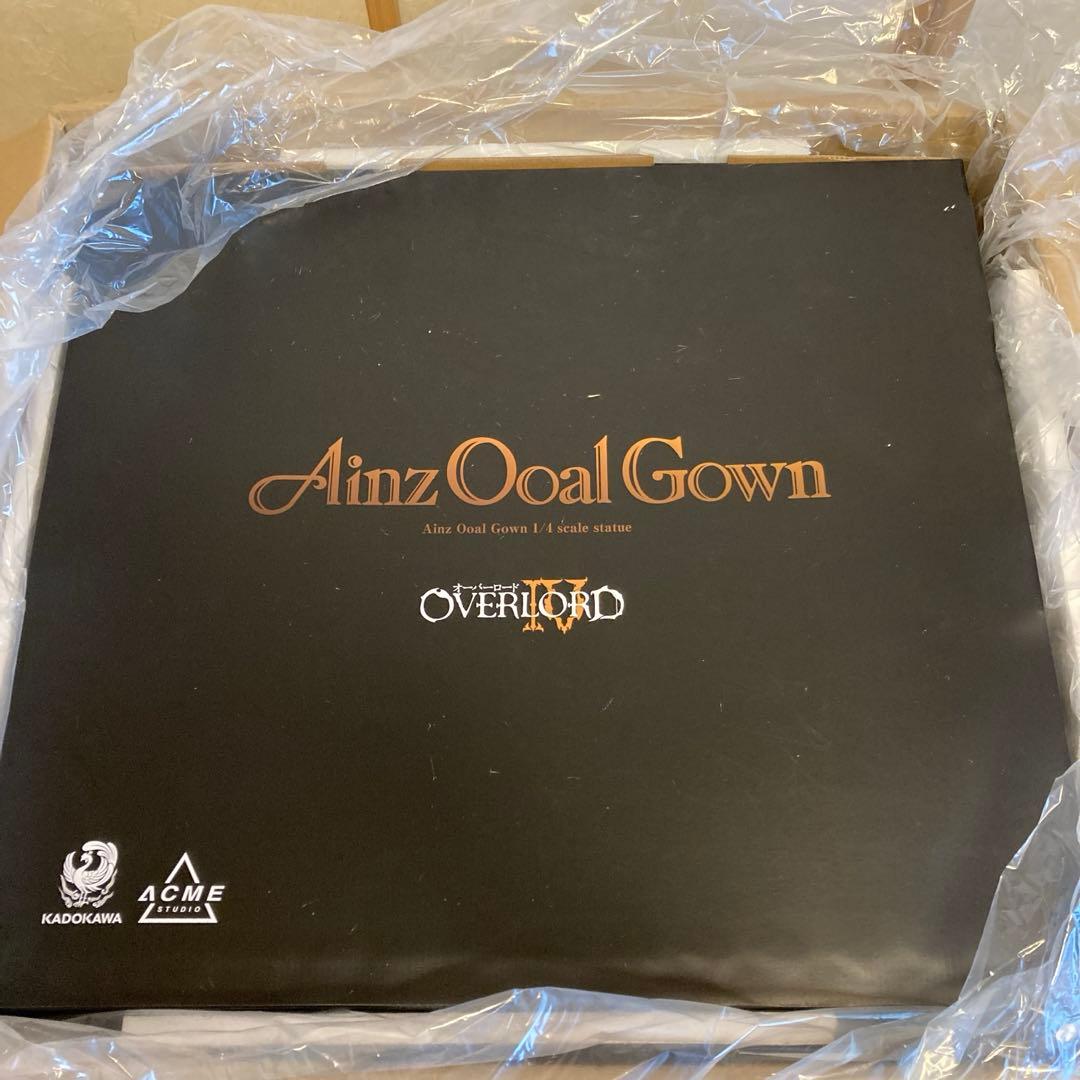 Ainz Ooal Gown
Ainz Ooal Gown 1/4 scale statue
オーバーロード
OVERLORD IV
KADOKAWA
ACME
STUDIO